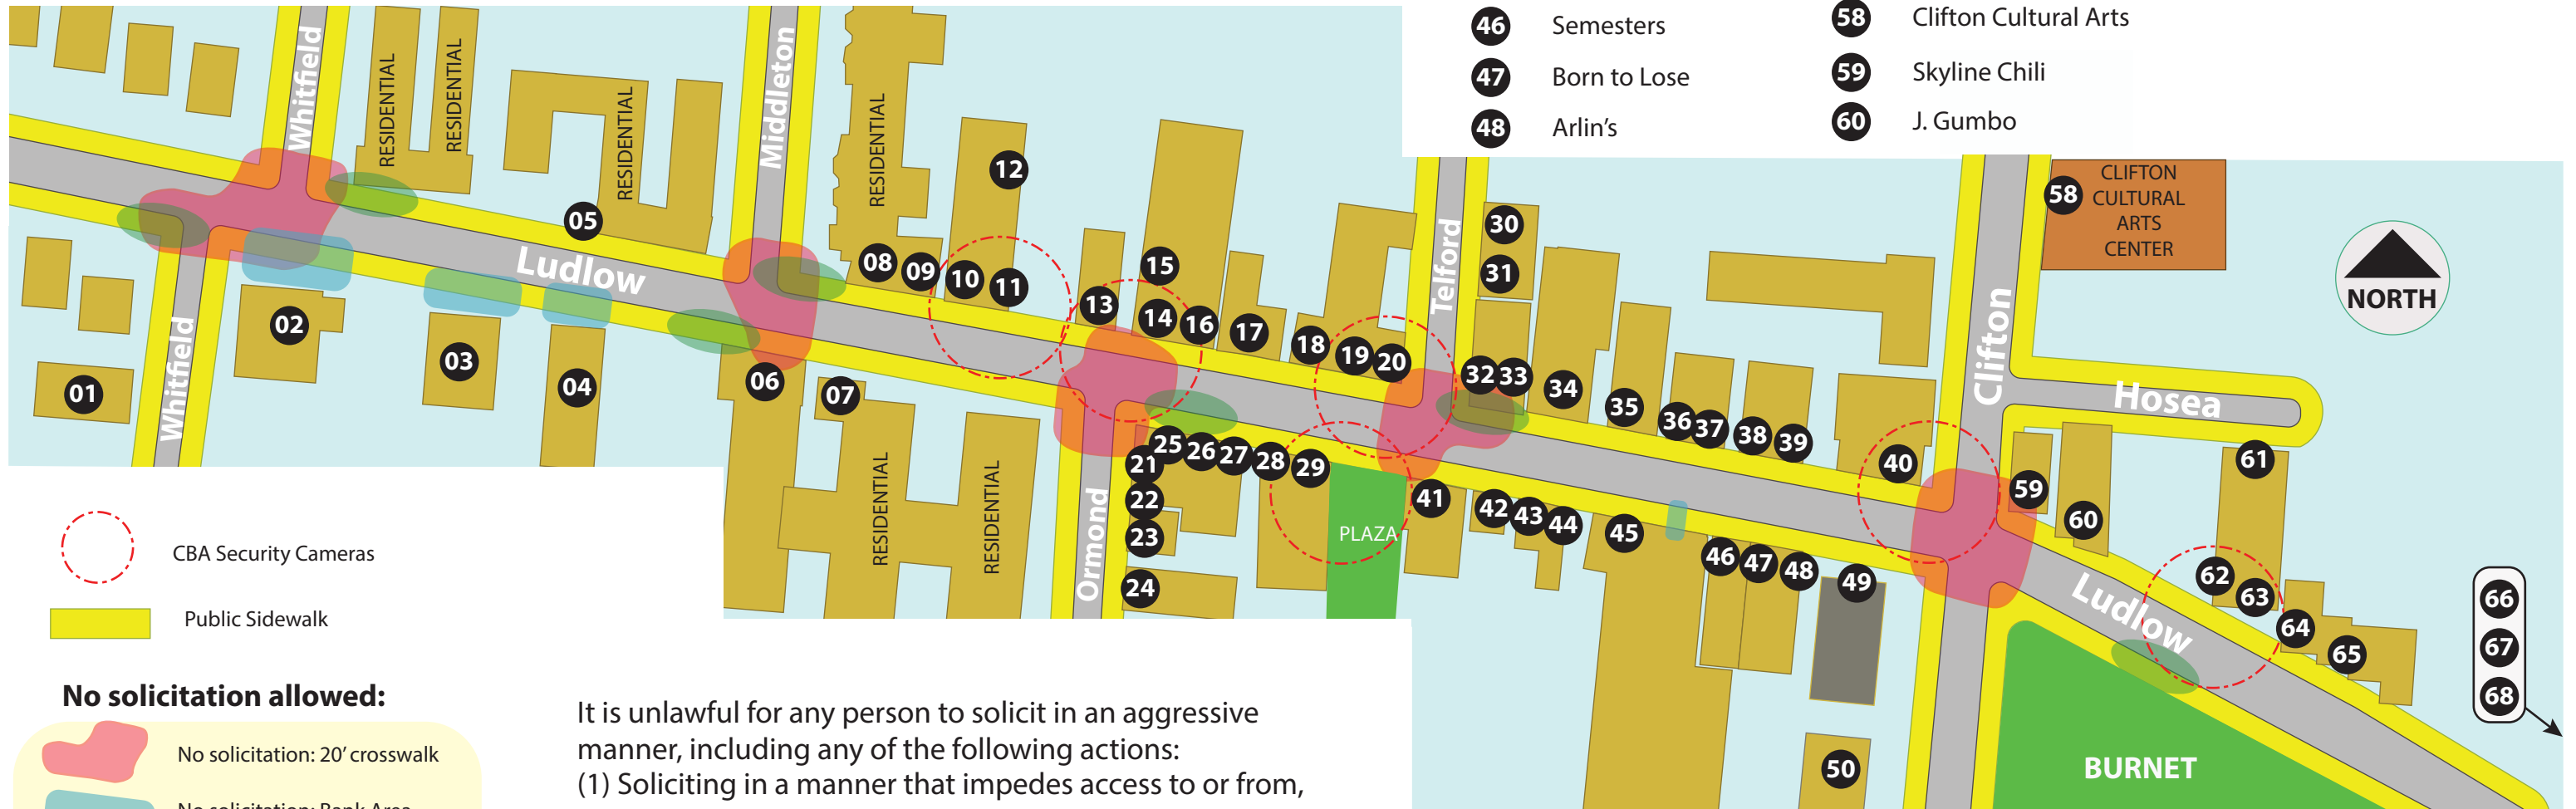 46 Semesters
47 Born to Lose
48 Arlin's
58 Clifton Cultural Arts
59 Skyline Chili
60 J. Gumbo
Whitfield
RESIDENTIAL
RESIDENTIAL
RESIDENTIAL
Middleton
RESIDENTIAL
12
05
Ludlow
08
09
10
11
13
15
14
16
17
18
19
20
Telford
30
31
32
33
34
35
36
37
38
39
40
Clifton
58
CLIFTON
CULTURAL
ARTS
CENTER
NORTH
Hosea
01
Whitfield
02
03
04
06
07
RESIDENTIAL
RESIDENTIAL
Ormond
21
25
26
27
28
29
22
23
24
PLAZA
41
42
43
44
45
46
47
48
49
50
59
60
61
62
63
64
65
66
67
68
Ludlow
BURNET
CBA Security Cameras
Public Sidewalk
No solicitation allowed:
No solicitation: 20' crosswalk
No solicitation: Bank Area
It is unlawful for any person to solicit in an aggressive
manner, including any of the following actions:
(1) Soliciting in a manner that impedes access to or from,